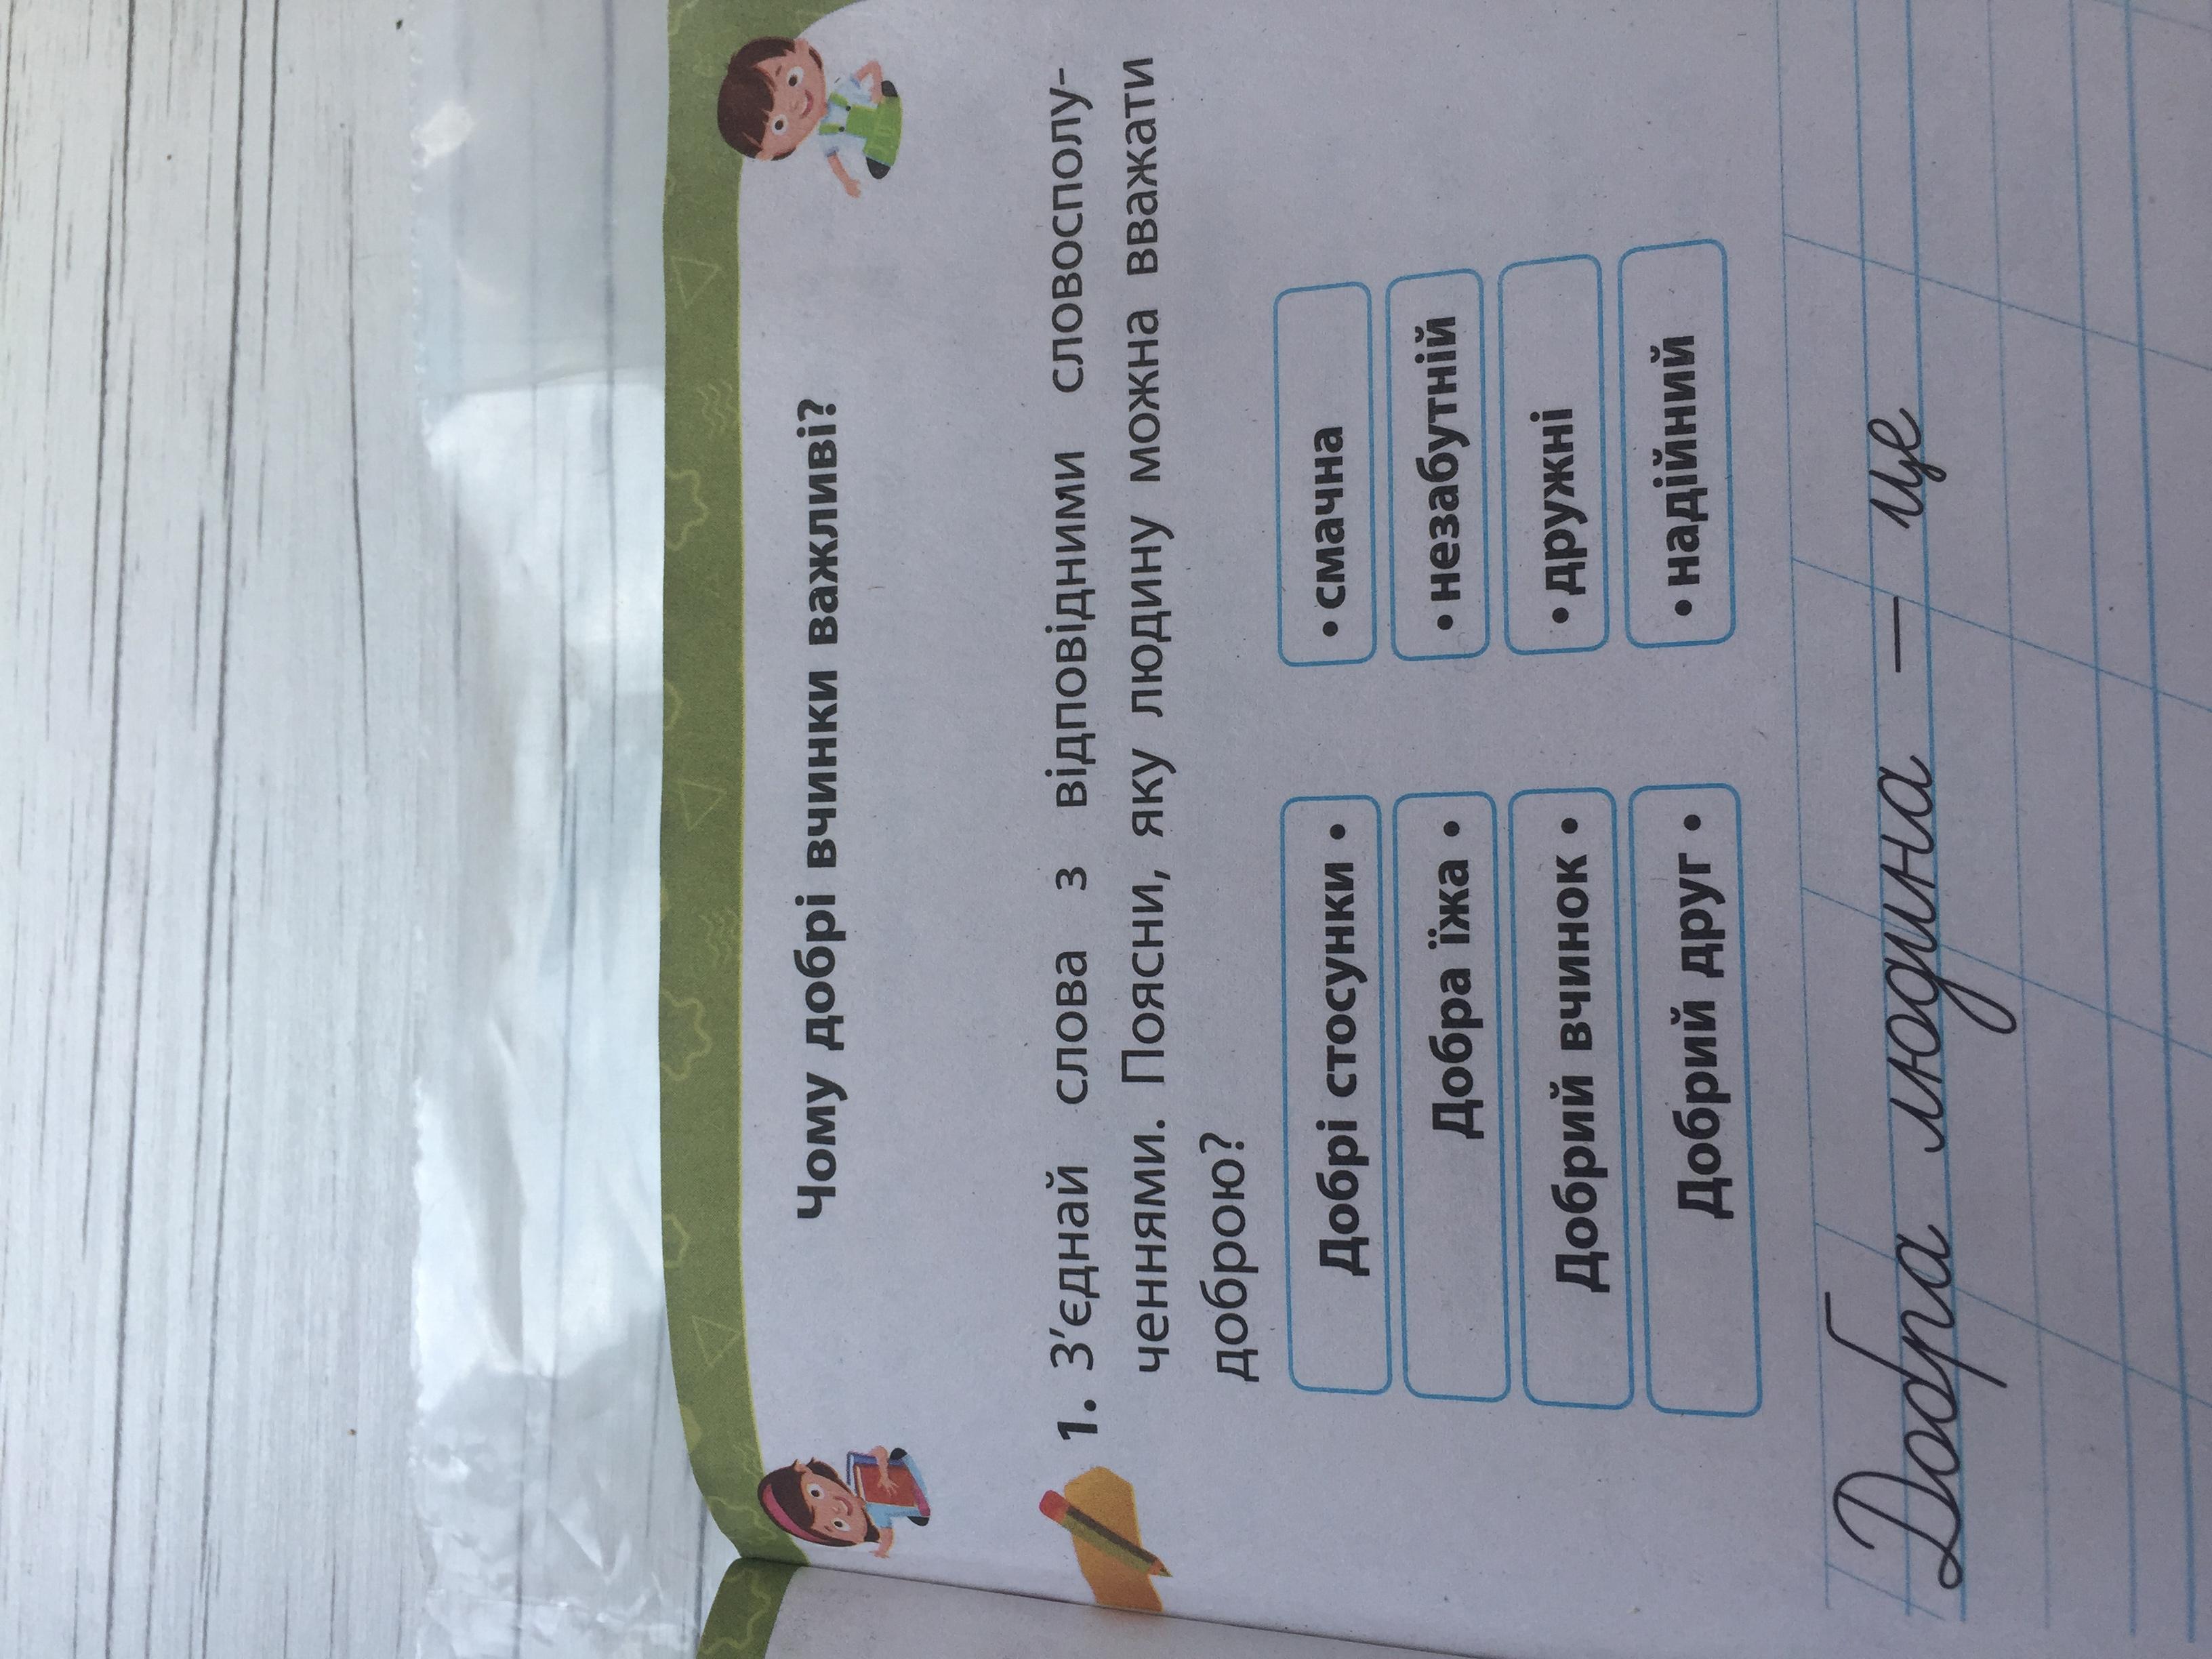 Чому добрі вчинки важливі?
1. З’єднай слова з відповідними словосполу-
ченнями. Поясни, яку людину можна вважати
доброю?
Добрі стосунки • • смачна
Добра їжа • • незабутній
Добрий вчинок • • дружні
Добрий друг • • надійний
Добра людина — це